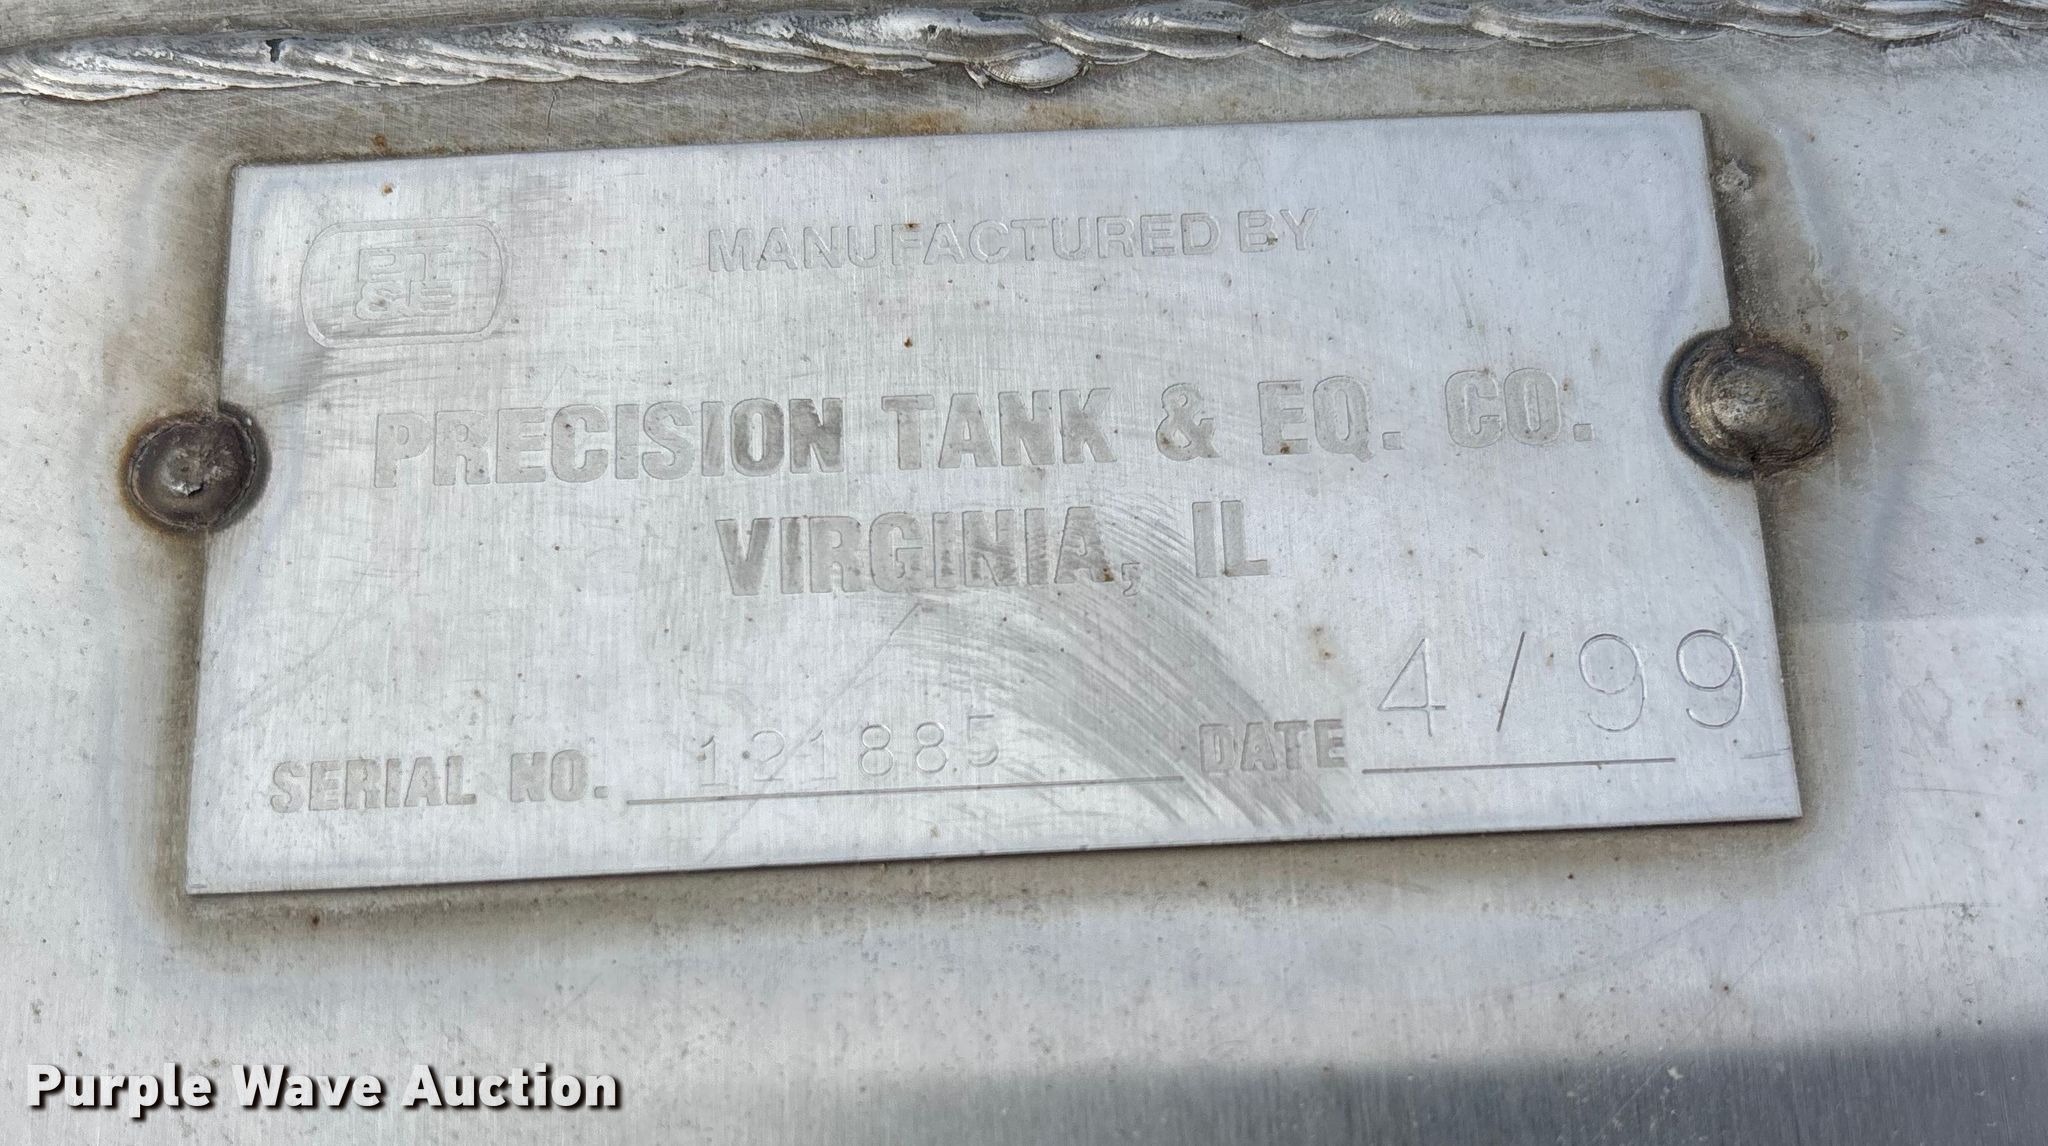 PT
&E
MANUFACTURED BY
PRECISION TANK & EQ. CO.
VIRGINIA, IL
SERIAL NO. 121885 DATE 4/99
Purple Wave Auction